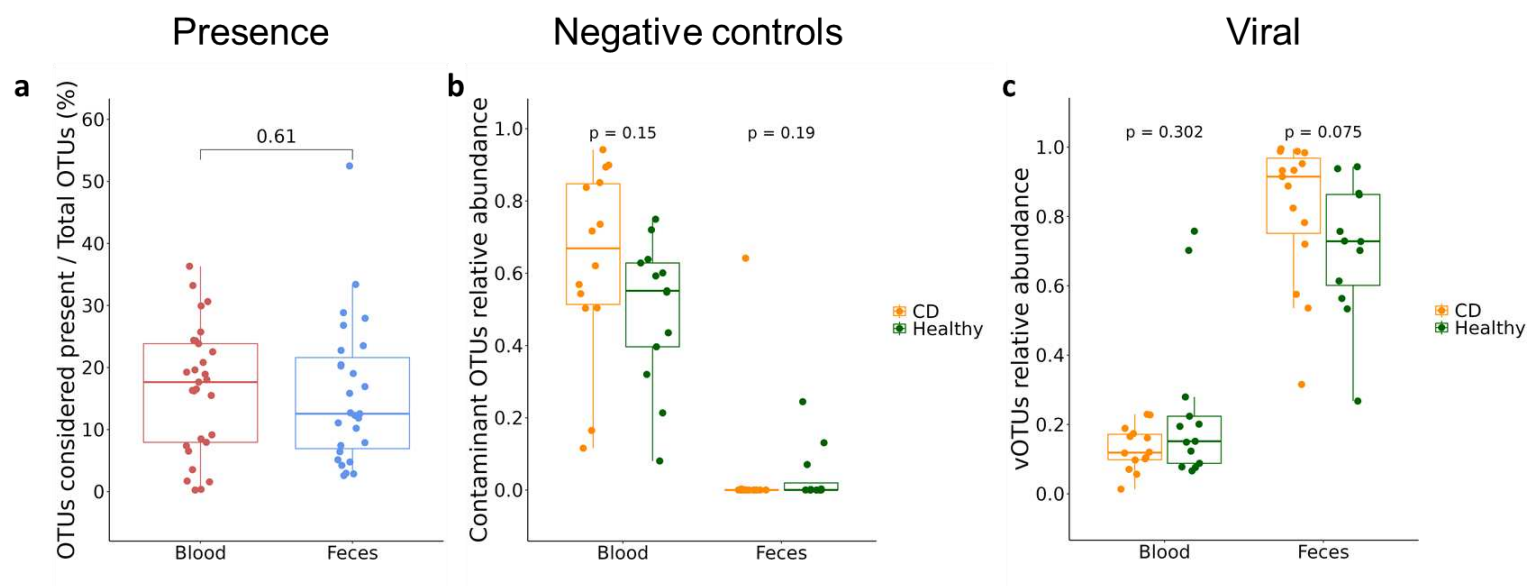 Presence
Negative controls
Viral
a
b
c
OTUs considered present / Total OTUs (%)
60
50
40
30
20
10
0
0.61
Blood
Feces
Contaminant OTUs relative abundance
1.0
0.8
0.6
0.4
0.2
0.0
p = 0.15
p = 0.19
Blood
Feces
CD
Healthy
vOTUs relative abundance
1.0
0.8
0.6
0.4
0.2
0.0
p = 0.302
p = 0.075
Blood
Feces
CD
Healthy